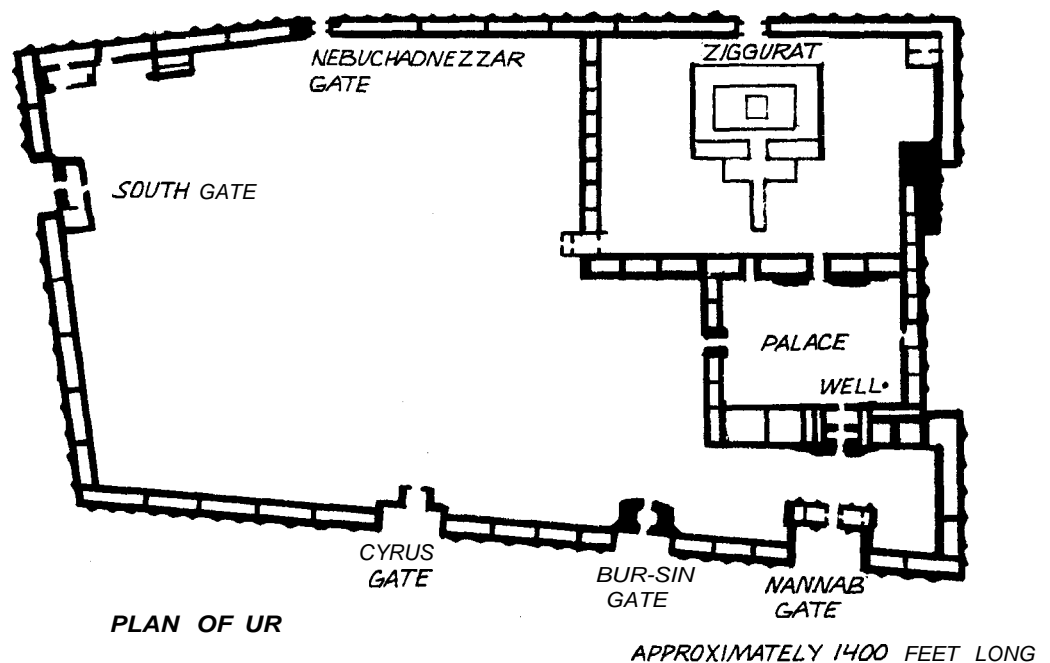 NEBUCHADNEZZAR
GATE
ZIGGURAT
SOUTH GATE
PALACE
WELL
CYRUS
GATE
BUR-SIN
GATE
NANNAB
GATE
PLAN OF UR
APPROXIMATELY 1400 FEET LONG